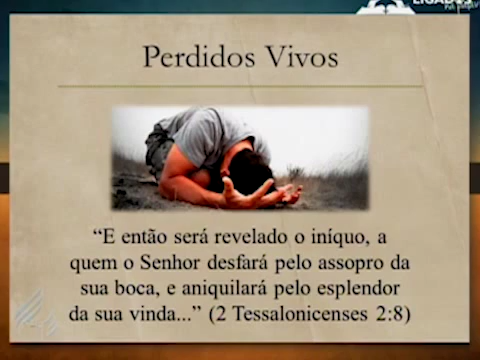 LIGADOS
Perdidos Vivos
“E então será revelado o iníquo, a
quem o Senhor desfará pelo assopro da
sua boca, e aniquilará pelo esplendor
da sua vinda...” (2 Tessalonicenses 2:8)